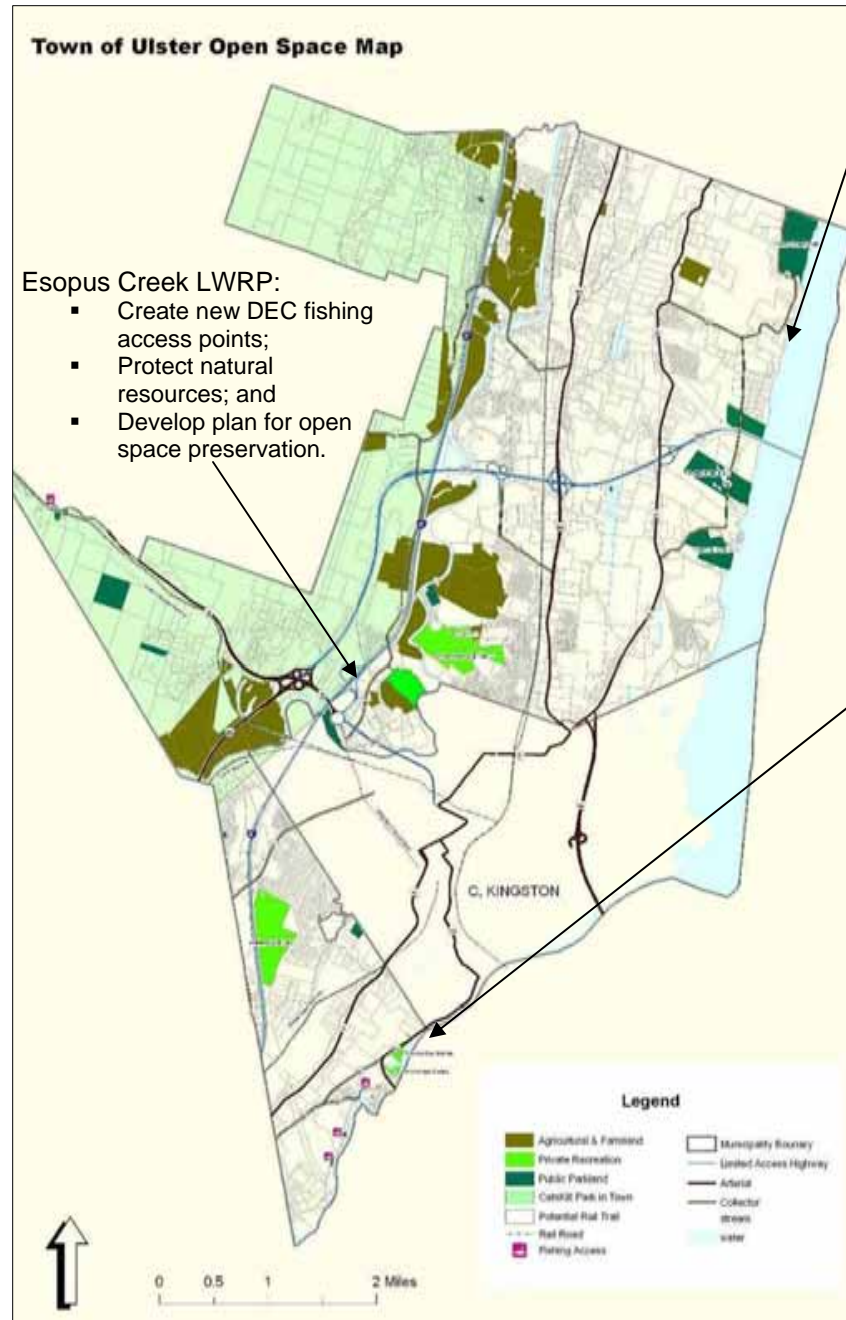 Town of Ulster Open Space Map
Esopus Creek LWRP:
▪ Create new DEC fishing
access points;
▪ Protect natural
resources; and
▪ Develop plan for open
space preservation.
C, KINGSTON
Legend
Agricultural & Farmland
Private Recreation
Public Parkland
Catskill Park in Town
Potential Rail Trail
Rail Road
Fishing Access
Municipality Bounary
Limited Access Highway
Arterial
Collector
stream
water
0 0.5 1 2 Miles